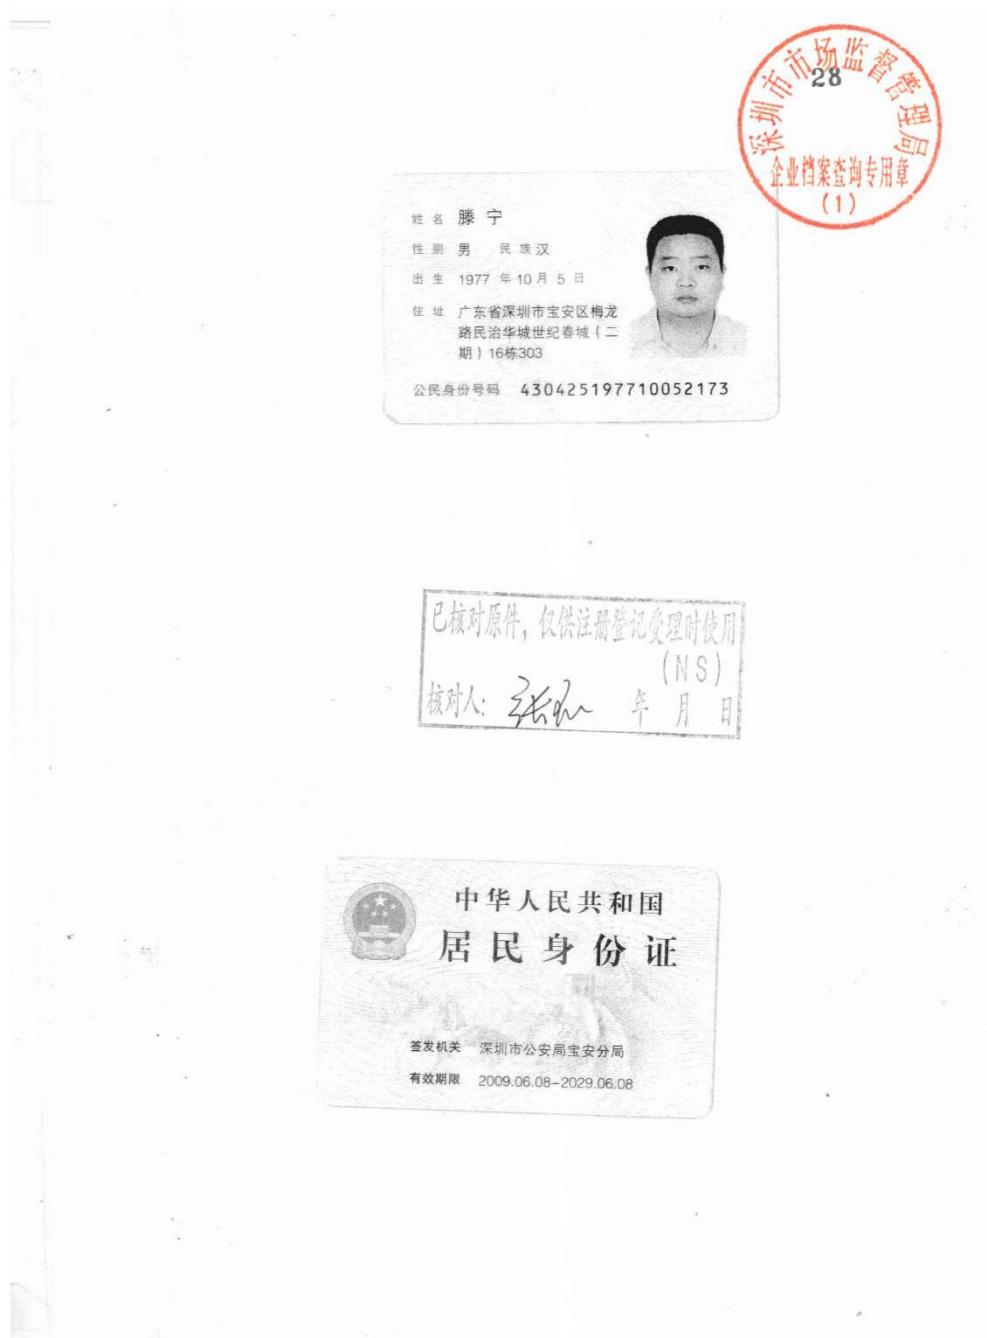 深圳市市场监督管理局
28
企业档案查询专用章
(1)
姓名 滕宁
性别 男 民族汉
出生 1977 年 10 月 5 日
住址 广东省深圳市宝安区梅龙
路民治华城世纪春城(二
期)16栋303
公民身份号码 430425197710052173
已核对原件,仅供注册登记受理时使用
(NS)
核对人: 年 月 日
中华人民共和国
居民身份证
签发机关 深圳市公安局宝安分局
有效期限 2009.06.08-2029.06.08